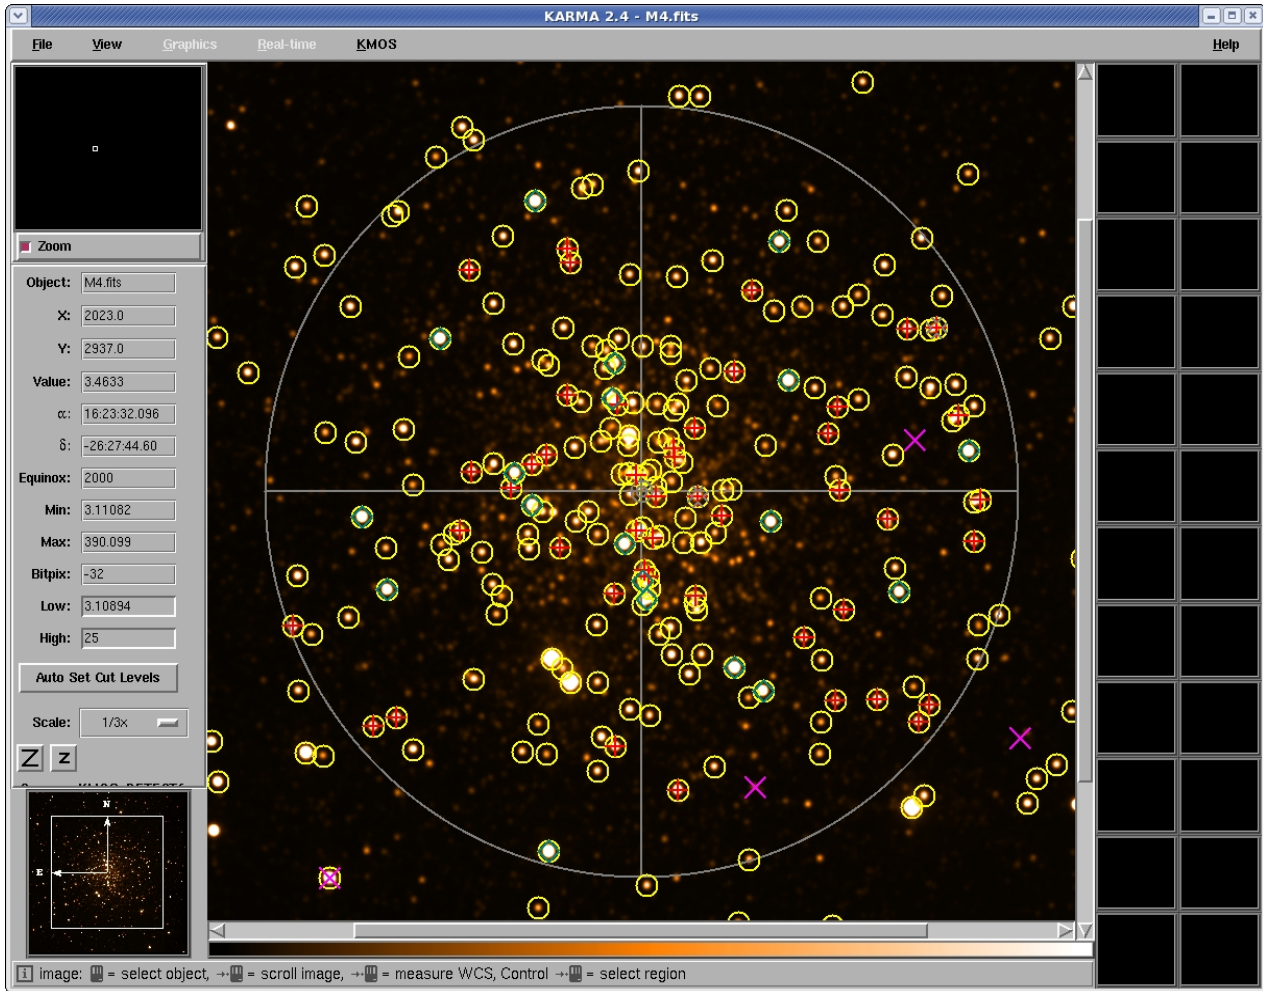 KARMA 2.4 - M4.fits
File View Graphics Real-time KMOS Help
Zoom
Object: M4.fits
X: 2023.0
Y: 2937.0
Value: 3.4633
α: 16:23:32.096
δ: -26:27:44.60
Equinox: 2000
Min: 3.11082
Max: 390.099
Bitpix: -32
Low: 3.10894
High: 25
Auto Set Cut Levels
Scale: 1/3x
Z z
N
E
i image: = select object, = scroll image, = measure WCS, Control = select region